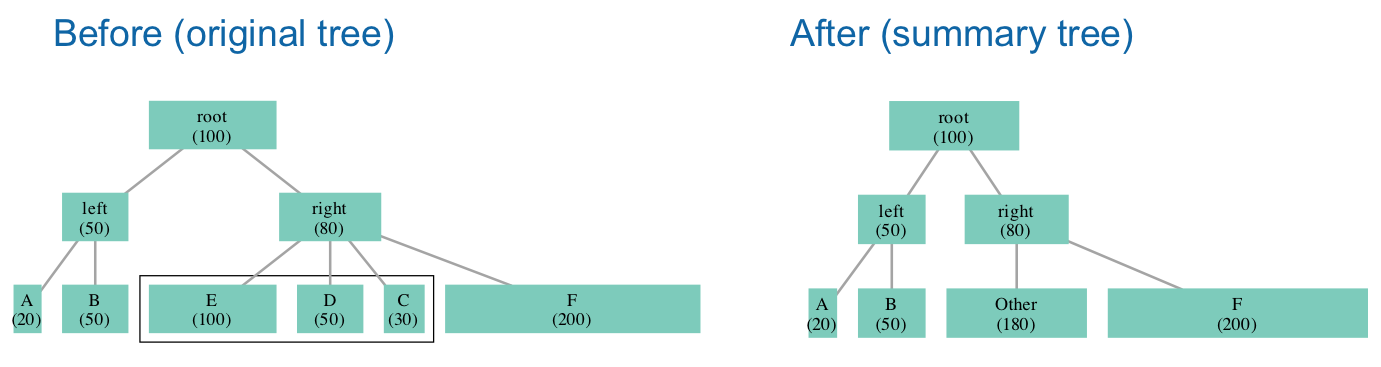 Before (original tree)
After (summary tree)
root
(100)
left
(50)
right
(80)
A
(20)
B
(50)
E
(100)
D
(50)
C
(30)
F
(200)
root
(100)
left
(50)
right
(80)
A
(20)
B
(50)
Other
(180)
F
(200)